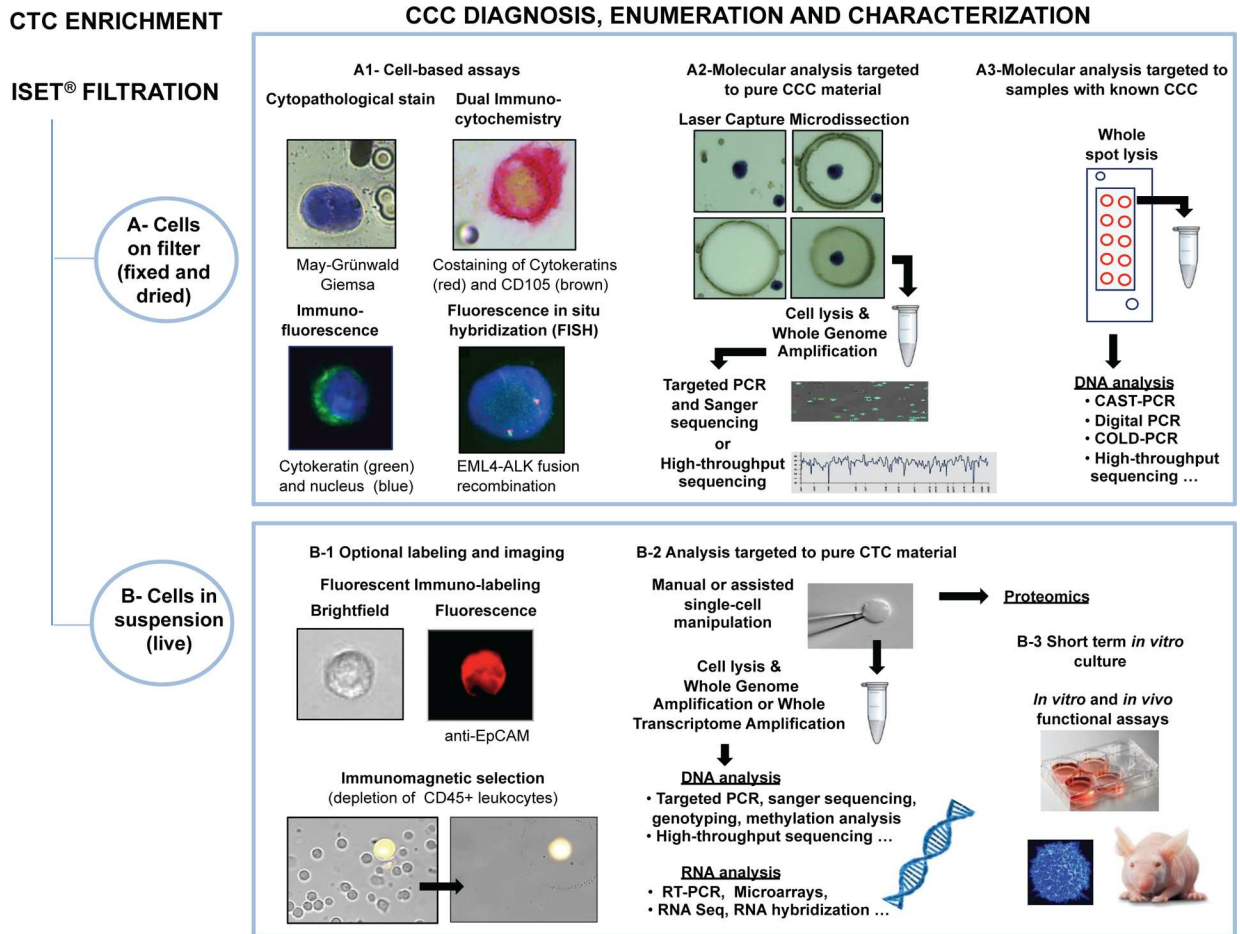 CTC ENRICHMENT
CCC DIAGNOSIS, ENUMERATION AND CHARACTERIZATION
ISET® FILTRATION
A- Cells
on filter
(fixed and
dried)
A1- Cell-based assays
Cytopathological stain
Dual Immuno-
cytochemistry
May-Grünwald
Giemsa
Costaining of Cytokeratins
(red) and CD105 (brown)
Immuno-
fluorescence
Fluorescence in situ
hybridization (FISH)
Cytokeratin (green)
and nucleus (blue)
EML4-ALK fusion
recombination
A2-Molecular analysis targeted
to pure CCC material
Laser Capture Microdissection
Cell lysis &
Whole Genome
Amplification
Targeted PCR
and Sanger
sequencing
or
High-throughput
sequencing
A3-Molecular analysis targeted to
samples with known CCC
Whole
spot lysis
DNA analysis
• CAST-PCR
• Digital PCR
• COLD-PCR
• High-throughput
sequencing ...
B- Cells in
suspension
(live)
B-1 Optional labeling and imaging
Fluorescent Immuno-labeling
Brightfield
Fluorescence
anti-EpCAM
Immunomagnetic selection
(depletion of CD45+ leukocytes)
B-2 Analysis targeted to pure CTC material
Manual or assisted
single-cell
manipulation
Proteomics
Cell lysis &
Whole Genome
Amplification or Whole
Transcriptome Amplification
DNA analysis
• Targeted PCR, sanger sequencing,
genotyping, methylation analysis
• High-throughput sequencing ...
RNA analysis
• RT-PCR, Microarrays,
• RNA Seq, RNA hybridization ...
B-3 Short term in vitro
culture
In vitro and in vivo
functional assays